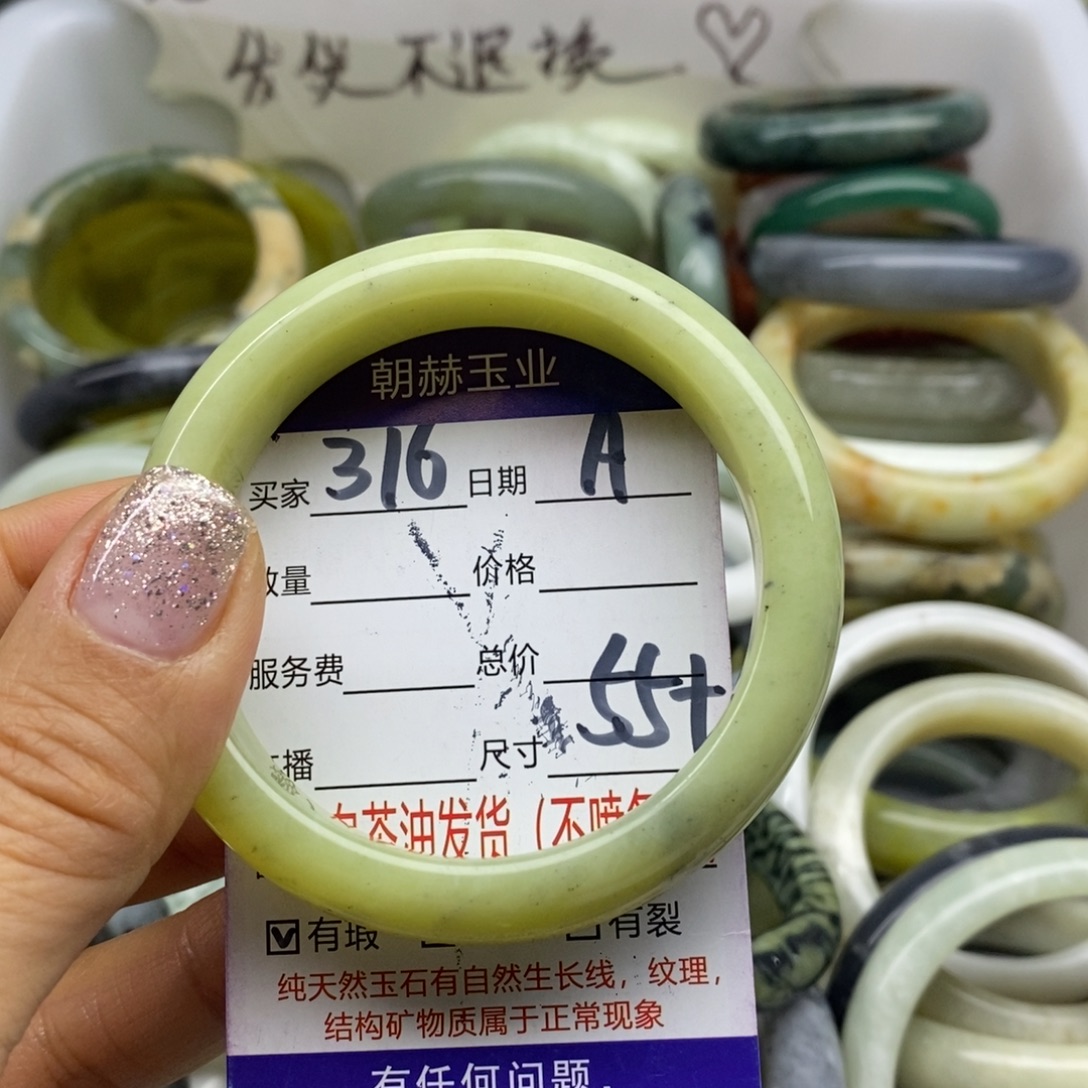 不退
朝赫玉业
买家 316 日期 A
量 价格
服务费 总价
播 尺寸 55+
茶油发货（不喷
有瑕 有裂
纯天然玉石有自然生长线，纹理，
结构矿物质属于正常现象
有任何问题，